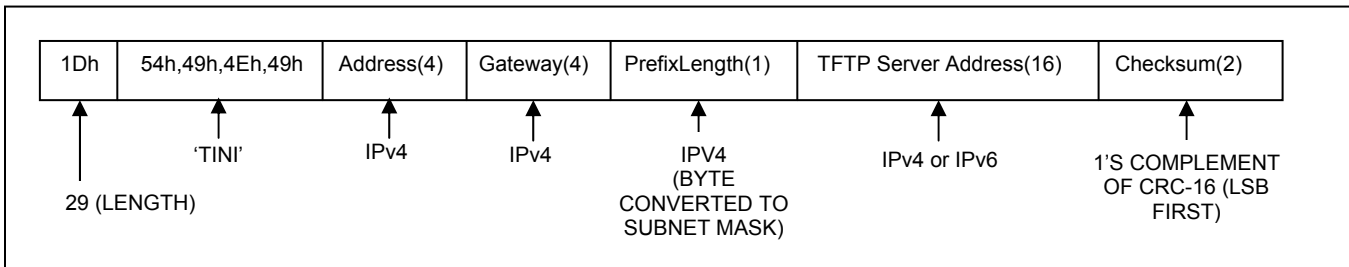 1Dh 54h,49h,4Eh,49h Address(4) Gateway(4) PrefixLength(1) TFTP Server Address(16) Checksum(2)
29 (LENGTH)
'TINI'
IPv4
IPv4
IPV4
(BYTE
CONVERTED TO
SUBNET MASK)
IPv4 or IPv6
1'S COMPLEMENT
OF CRC-16 (LSB
FIRST)